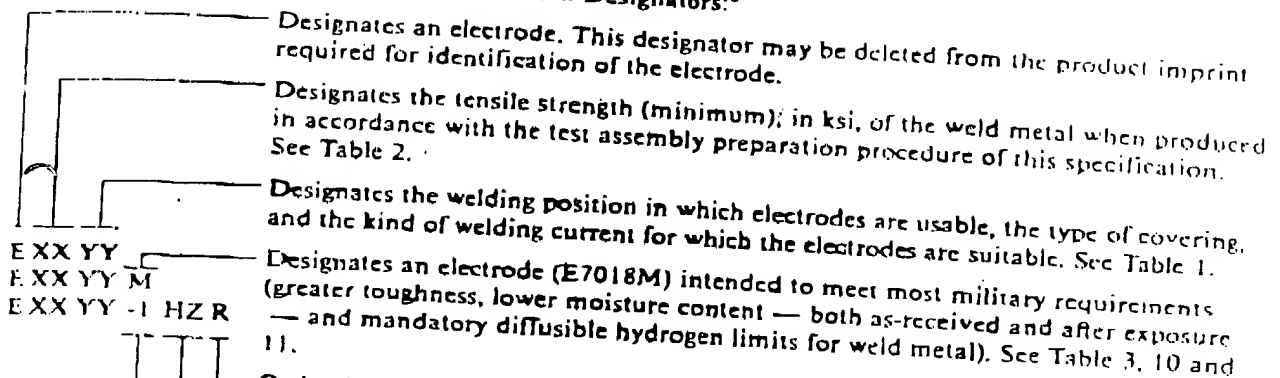 Designators:
Designates an electrode. This designator may be deleted from the product imprint
required for identification of the electrode.
Designates the tensile strength (minimum), in ksi, of the weld metal when produced
in accordance with the test assembly preparation procedure of this specification.
See Table 2.
Designates the welding position in which electrodes are usable, the type of covering,
and the kind of welding current for which the electrodes are suitable. See Table 1.
E XX YY
E XX YY M
E XX YY -1 HZ R
Designates an electrode (E7018M) intended to meet most military requirements
(greater toughness, lower moisture content — both as-received and after exposure
— and mandatory diffusible hydrogen limits for weld metal). See Table 3, 10 and
11.